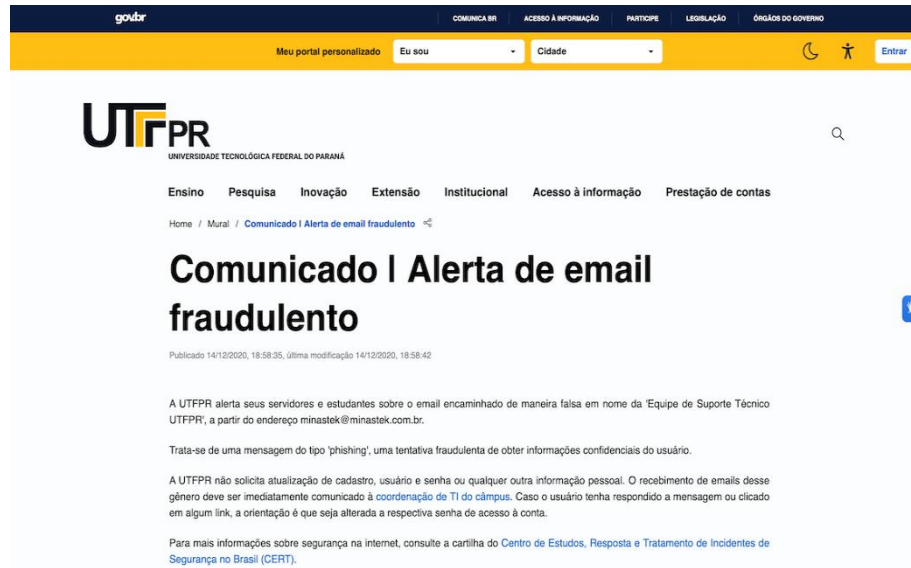 gov.br COMUNICA BR ACESSO À INFORMAÇÃO PARTICIPE LEGISLAÇÃO ÓRGÃOS DO GOVERNO
Meu portal personalizado Eu sou Cidade Entrar
UTFPR
UNIVERSIDADE TECNOLÓGICA FEDERAL DO PARANÁ
Ensino Pesquisa Inovação Extensão Institucional Acesso à informação Prestação de contas
Home / Mural / Comunicado | Alerta de email fraudulento
Comunicado | Alerta de email
fraudulento
Publicado 14/12/2020, 18:58:35, última modificação 14/12/2020, 18:58:42
A UTFPR alerta seus servidores e estudantes sobre o email encaminhado de maneira falsa em nome da 'Equipe de Suporte Técnico
UTFPR', a partir do endereço minastek@minastek.com.br.
Trata-se de uma mensagem do tipo 'phishing', uma tentativa fraudulenta de obter informações confidenciais do usuário.
A UTFPR não solicita atualização de cadastro, usuário e senha ou qualquer outra informação pessoal. O recebimento de emails desse
gênero deve ser imediatamente comunicado à coordenação de TI do câmpus. Caso o usuário tenha respondido a mensagem ou clicado
em algum link, a orientação é que seja alterada a respectiva senha de acesso à conta.
Para mais informações sobre segurança na internet, consulte a cartilha do Centro de Estudos, Resposta e Tratamento de Incidentes de
Segurança no Brasil (CERT).